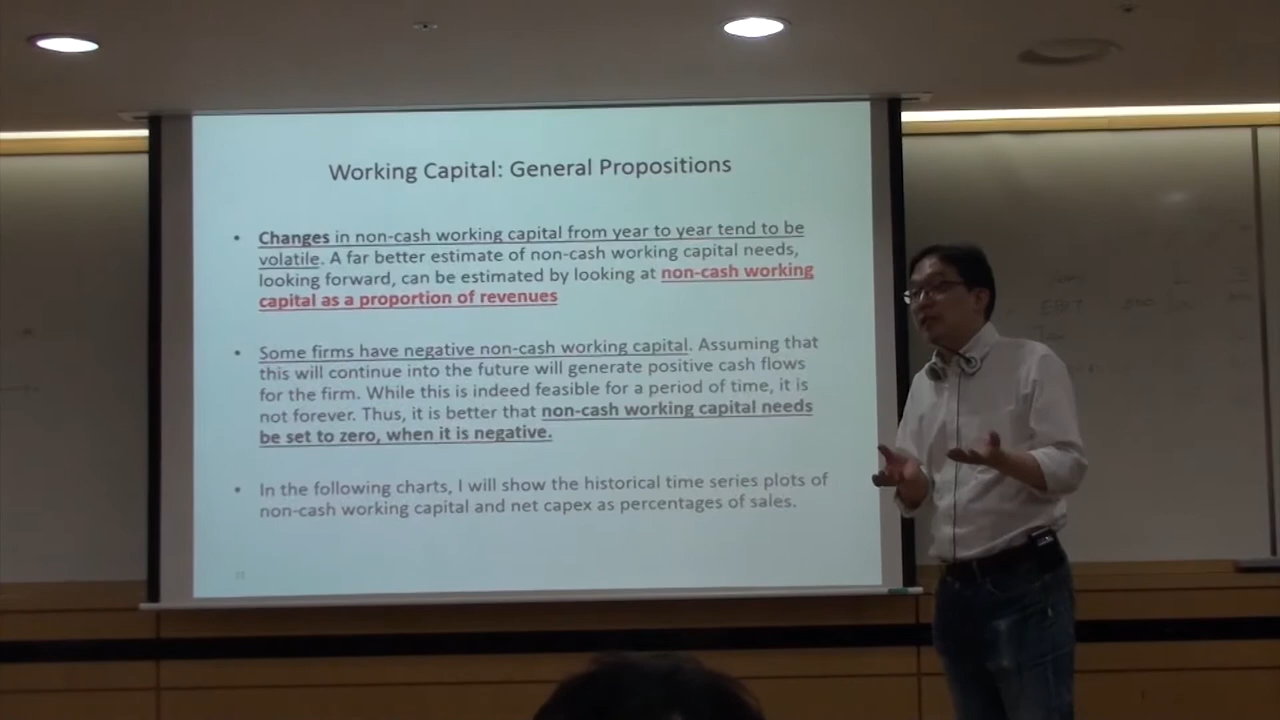 Working Capital: General Propositions
• Changes in non-cash working capital from year to year tend to be
volatile. A far better estimate of non-cash working capital needs,
looking forward, can be estimated by looking at non-cash working
capital as a proportion of revenues
• Some firms have negative non-cash working capital. Assuming that
this will continue into the future will generate positive cash flows
for the firm. While this is indeed feasible for a period of time, it is
not forever. Thus, it is better that non-cash working capital needs
be set to zero, when it is negative.
• In the following charts, I will show the historical time series plots of
non-cash working capital and net capex as percentages of sales.
EBIT